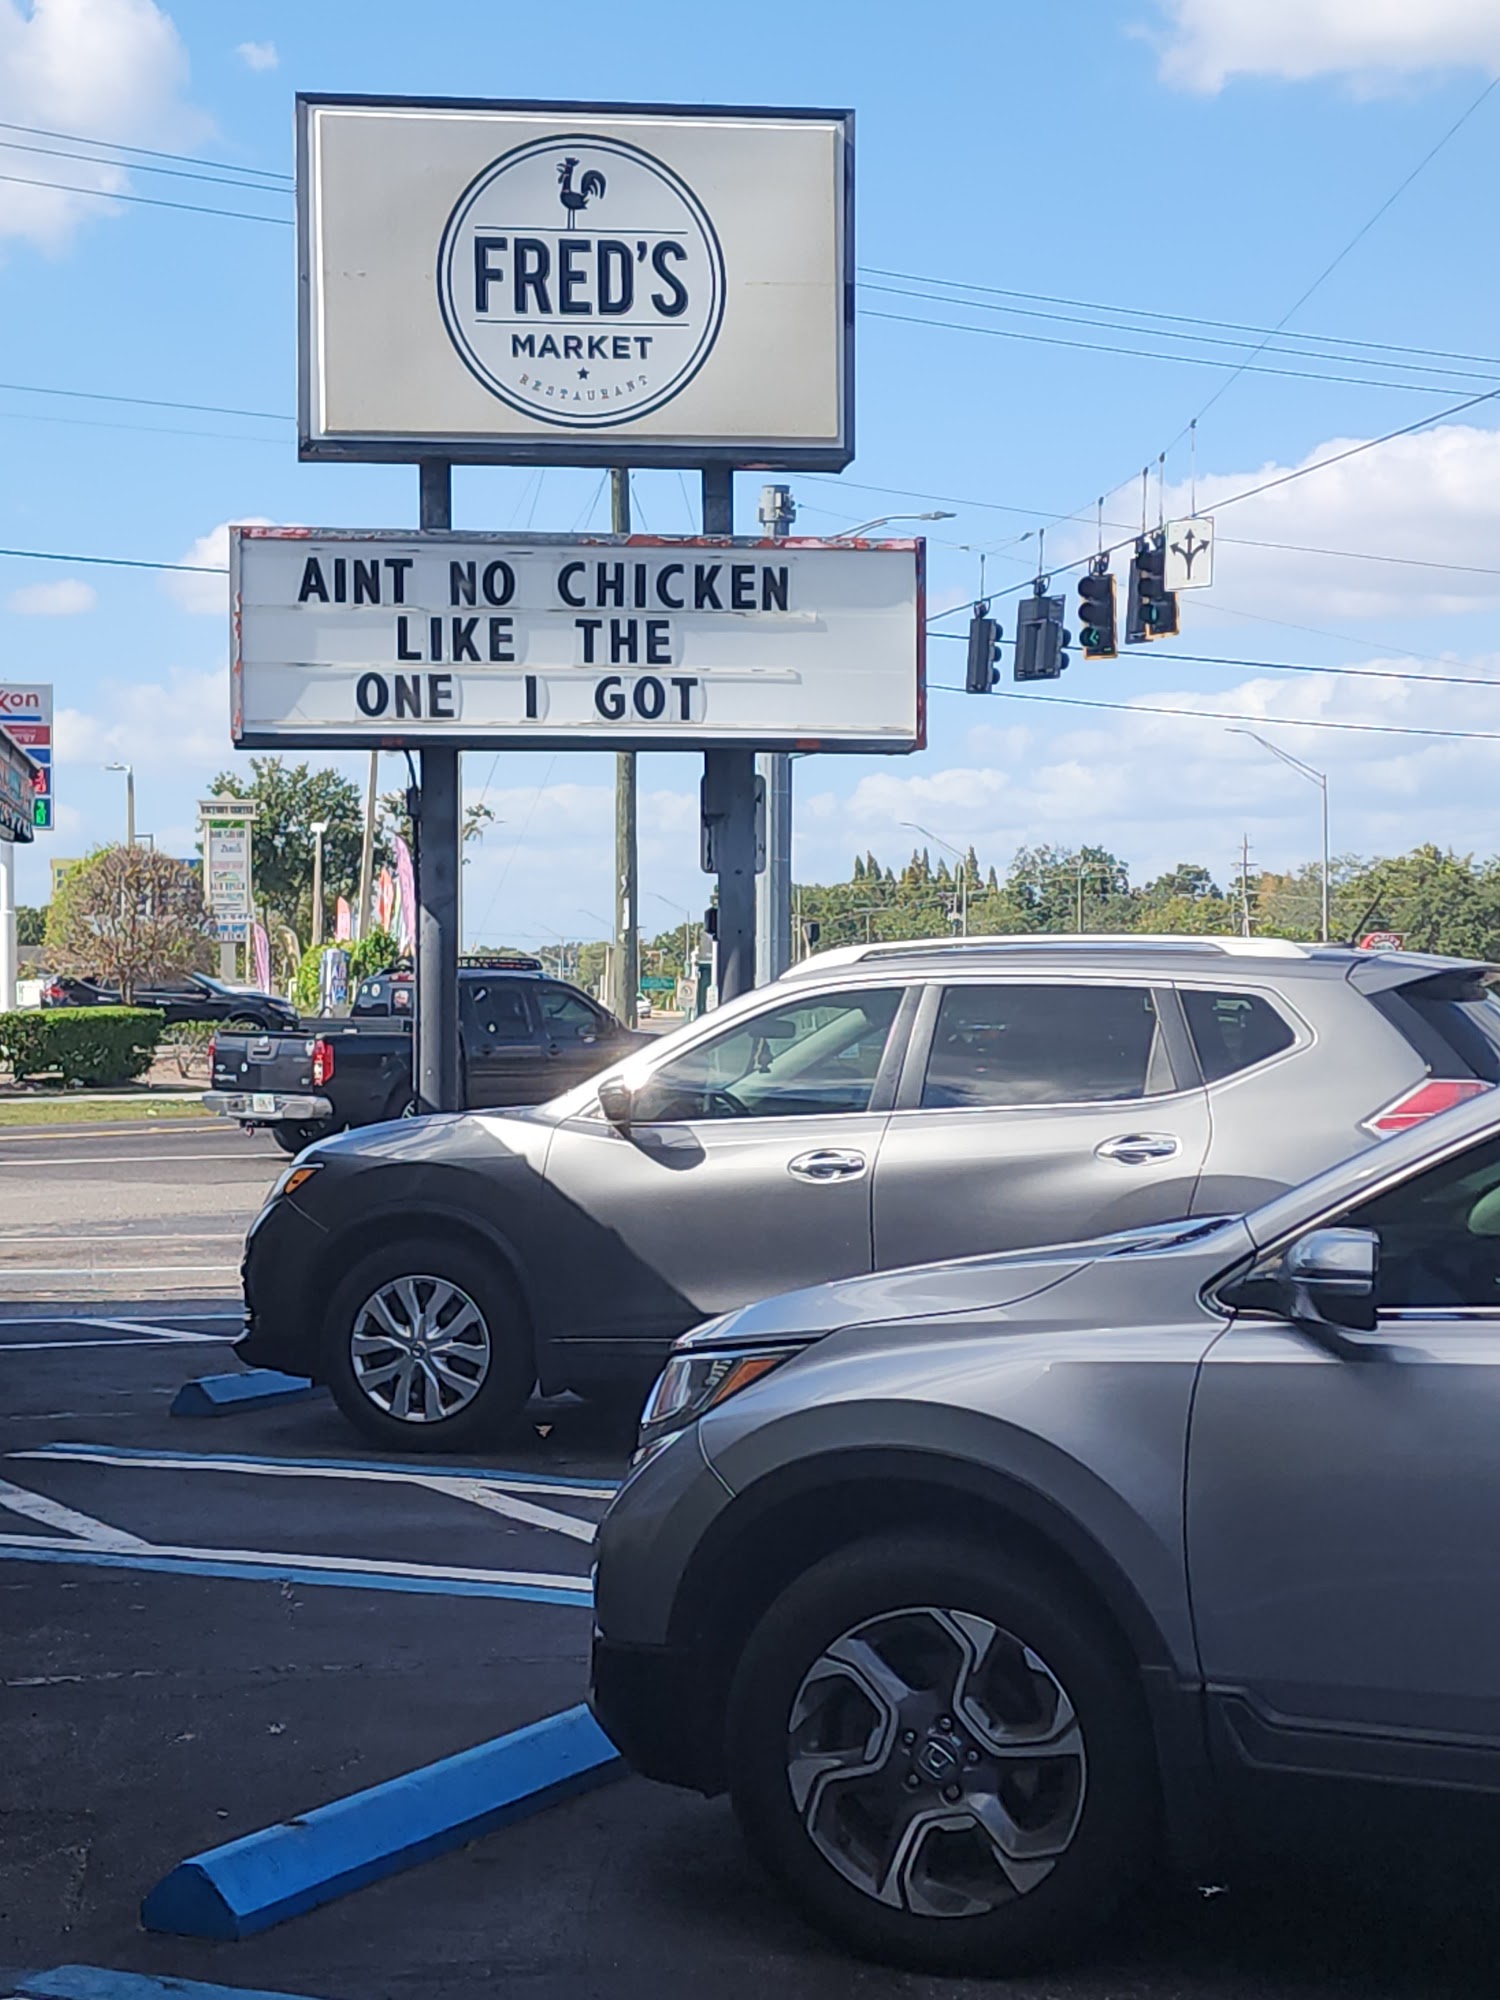 FRED'S
MARKET
RESTAURANT
AINT NO CHICKEN
LIKE THE
ONE I GOT